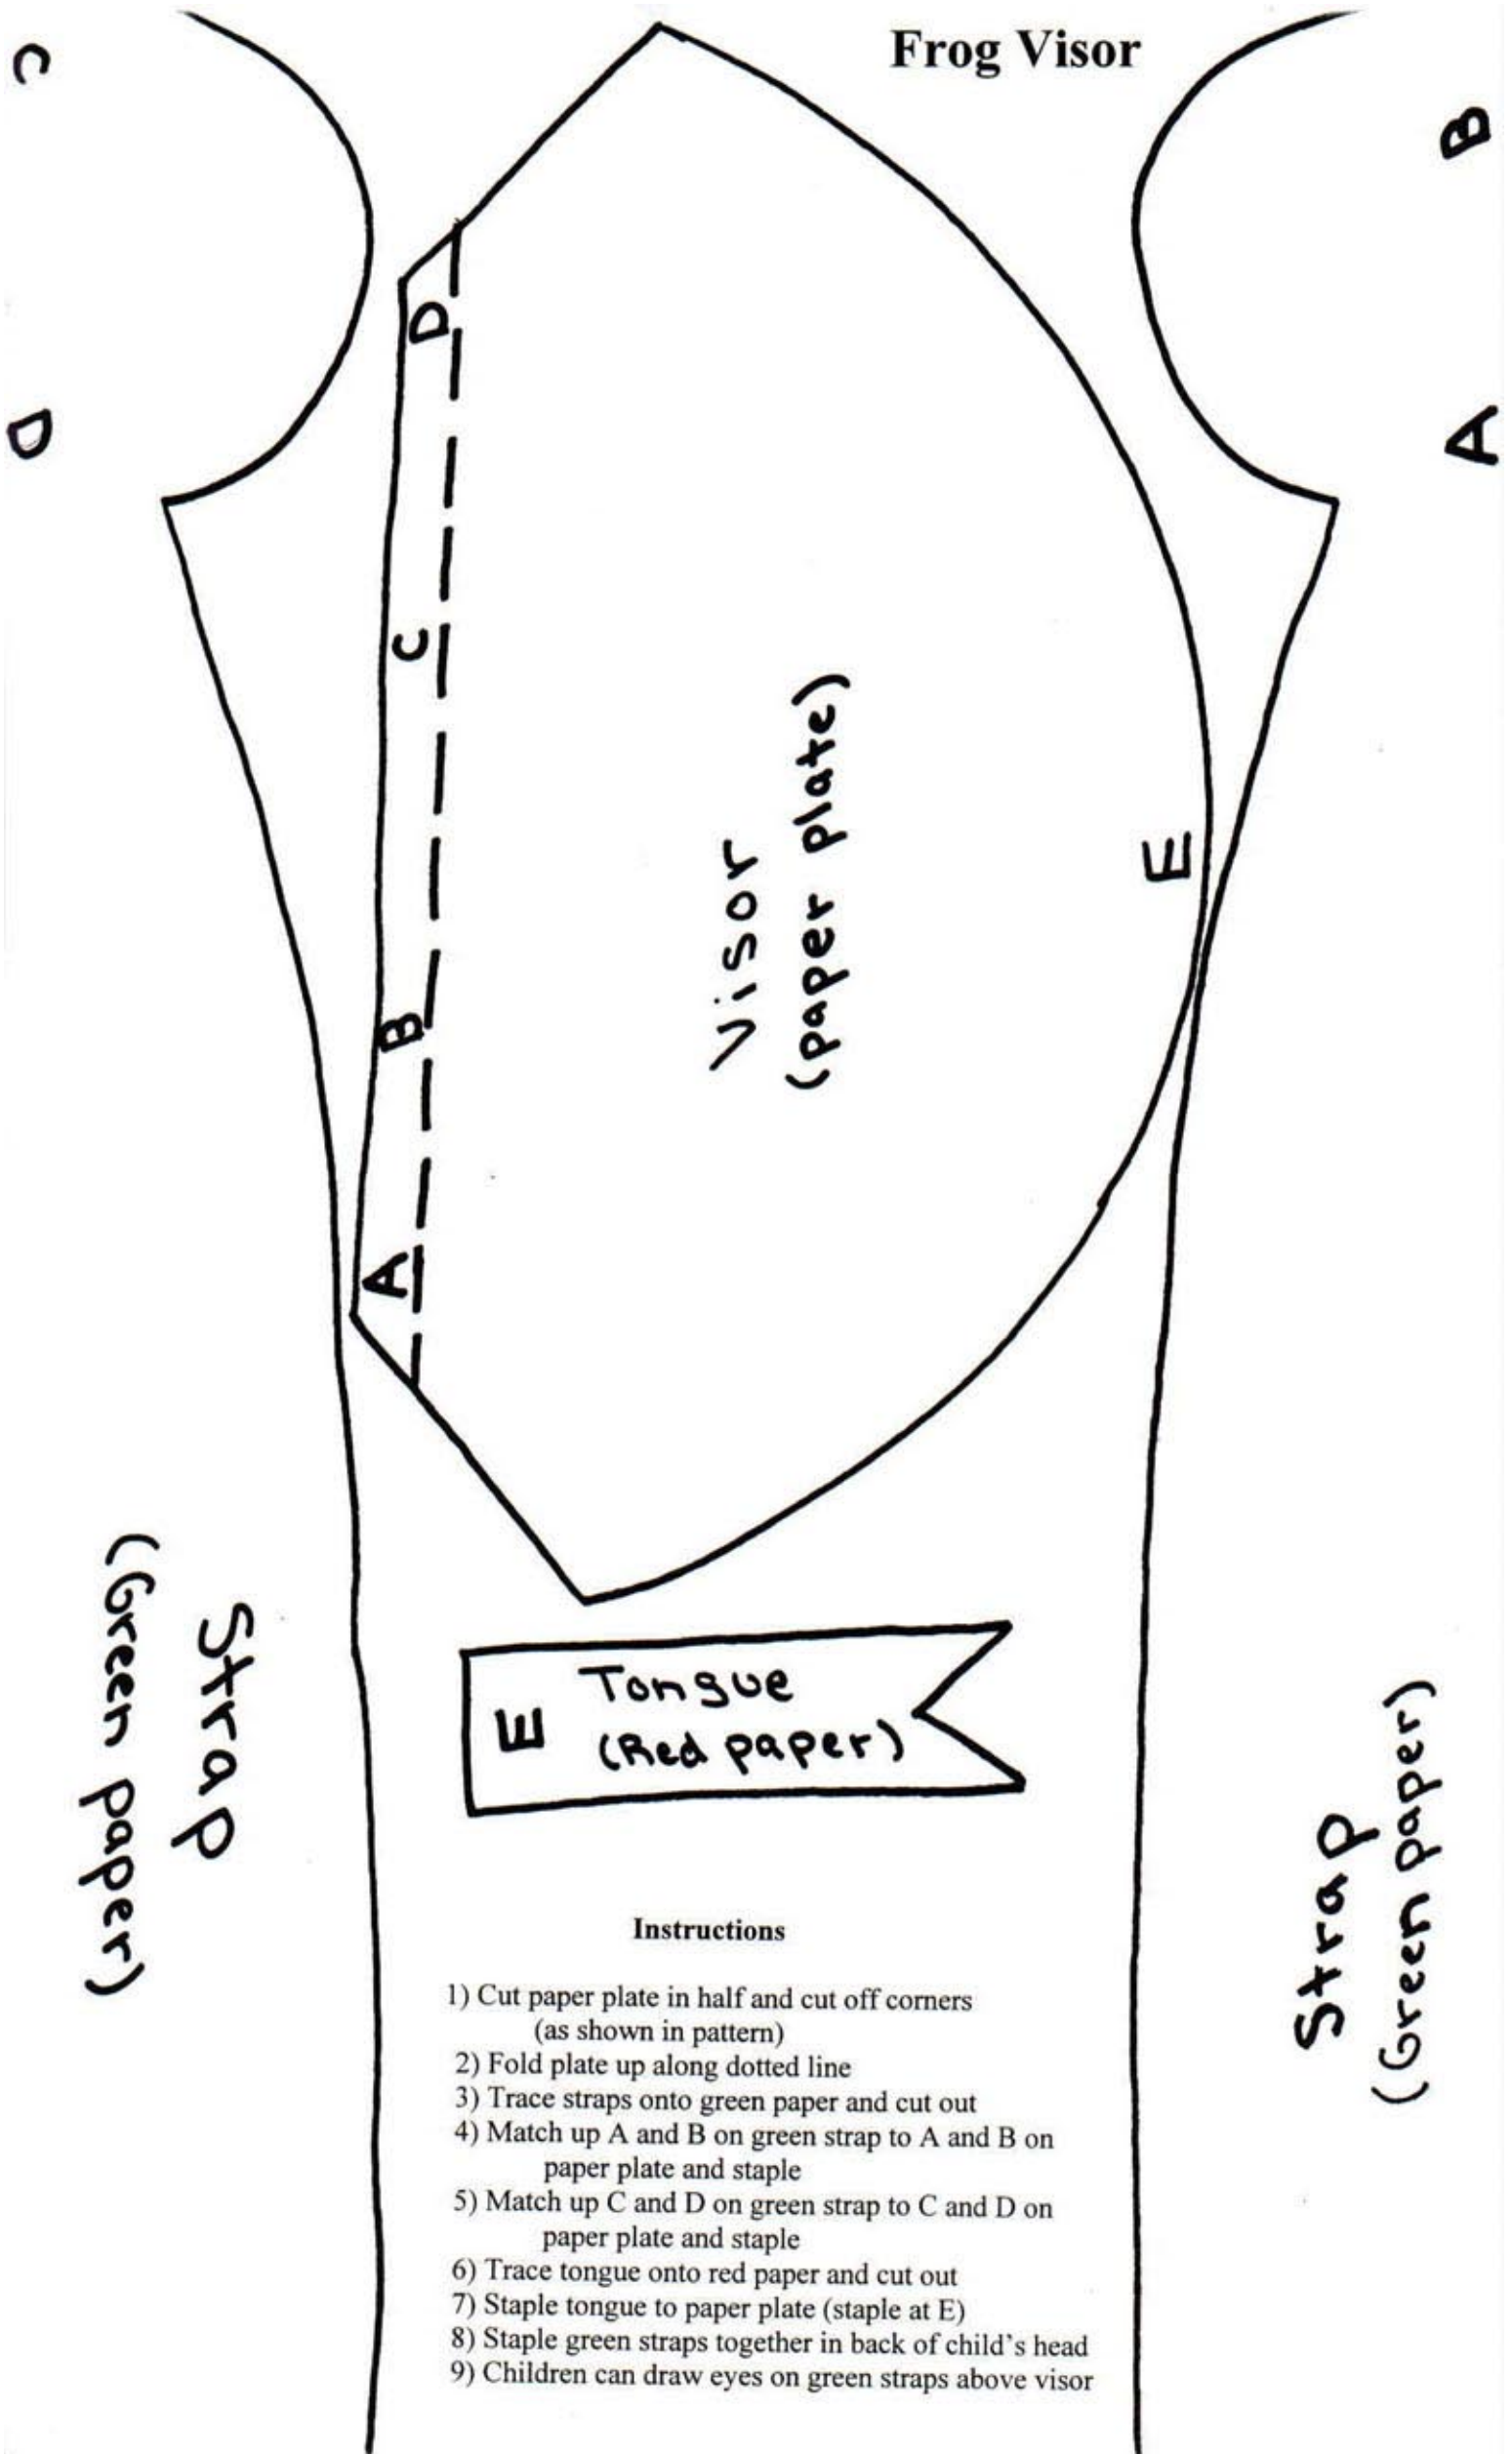 Frog Visor
C
D
B
A
D
C
B
A
Visor
(paper plate)
E
Strap
(Green paper)
E
Tongue
(Red paper)
Strap
(Green paper)
Instructions
1) Cut paper plate in half and cut off corners
(as shown in pattern)
2) Fold plate up along dotted line
3) Trace straps onto green paper and cut out
4) Match up A and B on green strap to A and B on
paper plate and staple
5) Match up C and D on green strap to C and D on
paper plate and staple
6) Trace tongue onto red paper and cut out
7) Staple tongue to paper plate (staple at E)
8) Staple green straps together in back of child's head
9) Children can draw eyes on green straps above visor